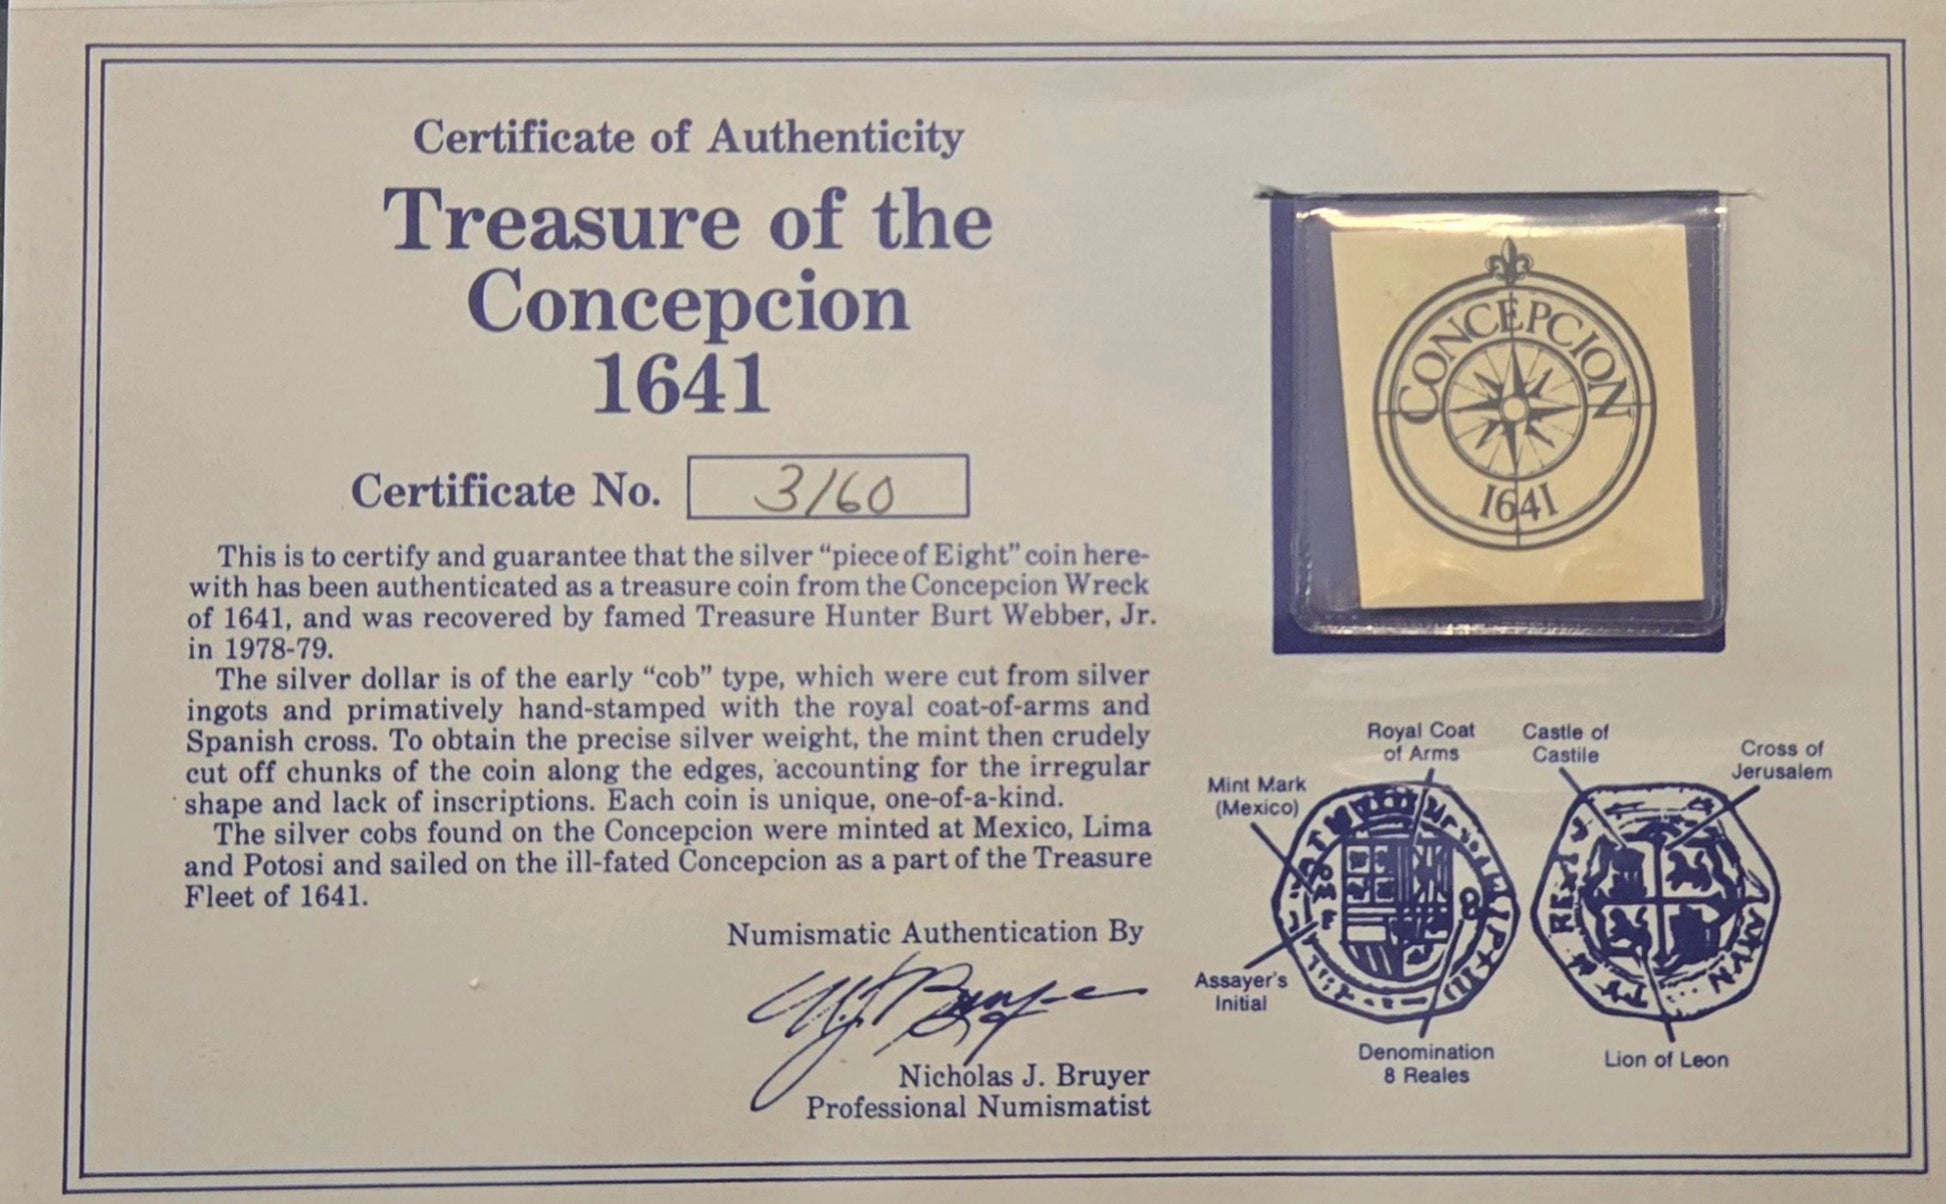 Certificate of Authenticity
Treasure of the
Concepcion
1641
Certificate No. 3160
This is to certify and guarantee that the silver "piece of Eight" coin here-
with has been authenticated as a treasure coin from the Concepcion Wreck
of 1641, and was recovered by famed Treasure Hunter Burt Webber, Jr.
in 1978-79.
The silver dollar is of the early "cob" type, which were cut from silver
ingots and primatively hand-stamped with the royal coat-of-arms and
Spanish cross. To obtain the precise silver weight, the mint then crudely
cut off chunks of the coin along the edges, accounting for the irregular
shape and lack of inscriptions. Each coin is unique, one-of-a-kind.
The silver cobs found on the Concepcion were minted at Mexico, Lima
and Potosi and sailed on the ill-fated Concepcion as a part of the Treasure
Fleet of 1641.
Numismatic Authentication By
Nicholas J. Bruyer
Professional Numismatist
CONCEPCION
1641
Royal Coat
of Arms
Castle of
Castile
Cross of
Jerusalem
Mint Mark
(Mexico)
Assayer's
Initial
Denomination
8 Reales
Lion of Leon